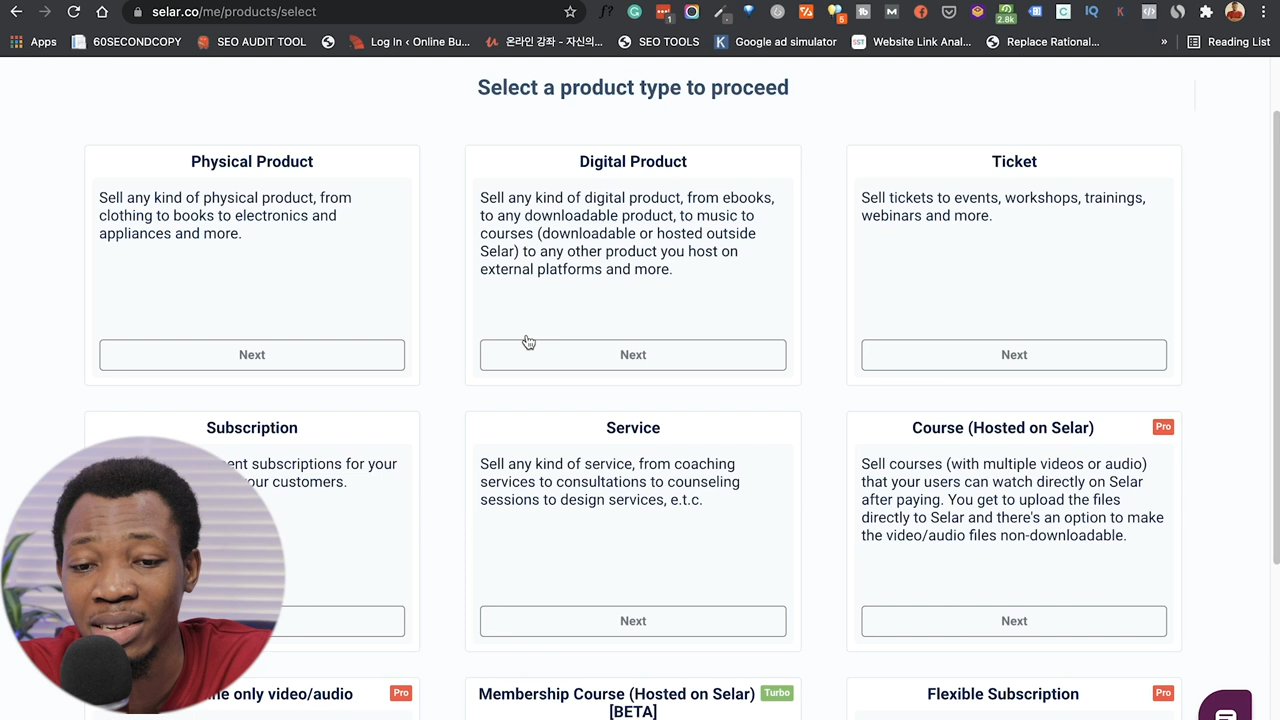 selar.co/me/products/select
1
5
2.8k
Apps
60SECONDCOPY
SEO AUDIT TOOL
Log In ‹ Online Bu...
온라인 강좌 - 자신의...
SEO TOOLS
Google ad simulator
Website Link Anal...
Replace Rational...
»
Reading List
Select a product type to proceed
Physical Product
Sell any kind of physical product, from
clothing to books to electronics and
appliances and more.
Next
Digital Product
Sell any kind of digital product, from ebooks,
to any downloadable product, to music to
courses (downloadable or hosted outside
Selar) to any other product you host on
external platforms and more.
Next
Ticket
Sell tickets to events, workshops, trainings,
webinars and more.
Next
Subscription
subscriptions for your
customers.
Service
Sell any kind of service, from coaching
services to consultations to counseling
sessions to design services, e.t.c.
Next
Course (Hosted on Selar)
Pro
Sell courses (with multiple videos or audio)
that your users can watch directly on Selar
after paying. You get to upload the files
directly to Selar and there's an option to make
the video/audio files non-downloadable.
Next
only video/audio
Pro
Membership Course (Hosted on Selar)
[BETA]
Turbo
Flexible Subscription
Pro